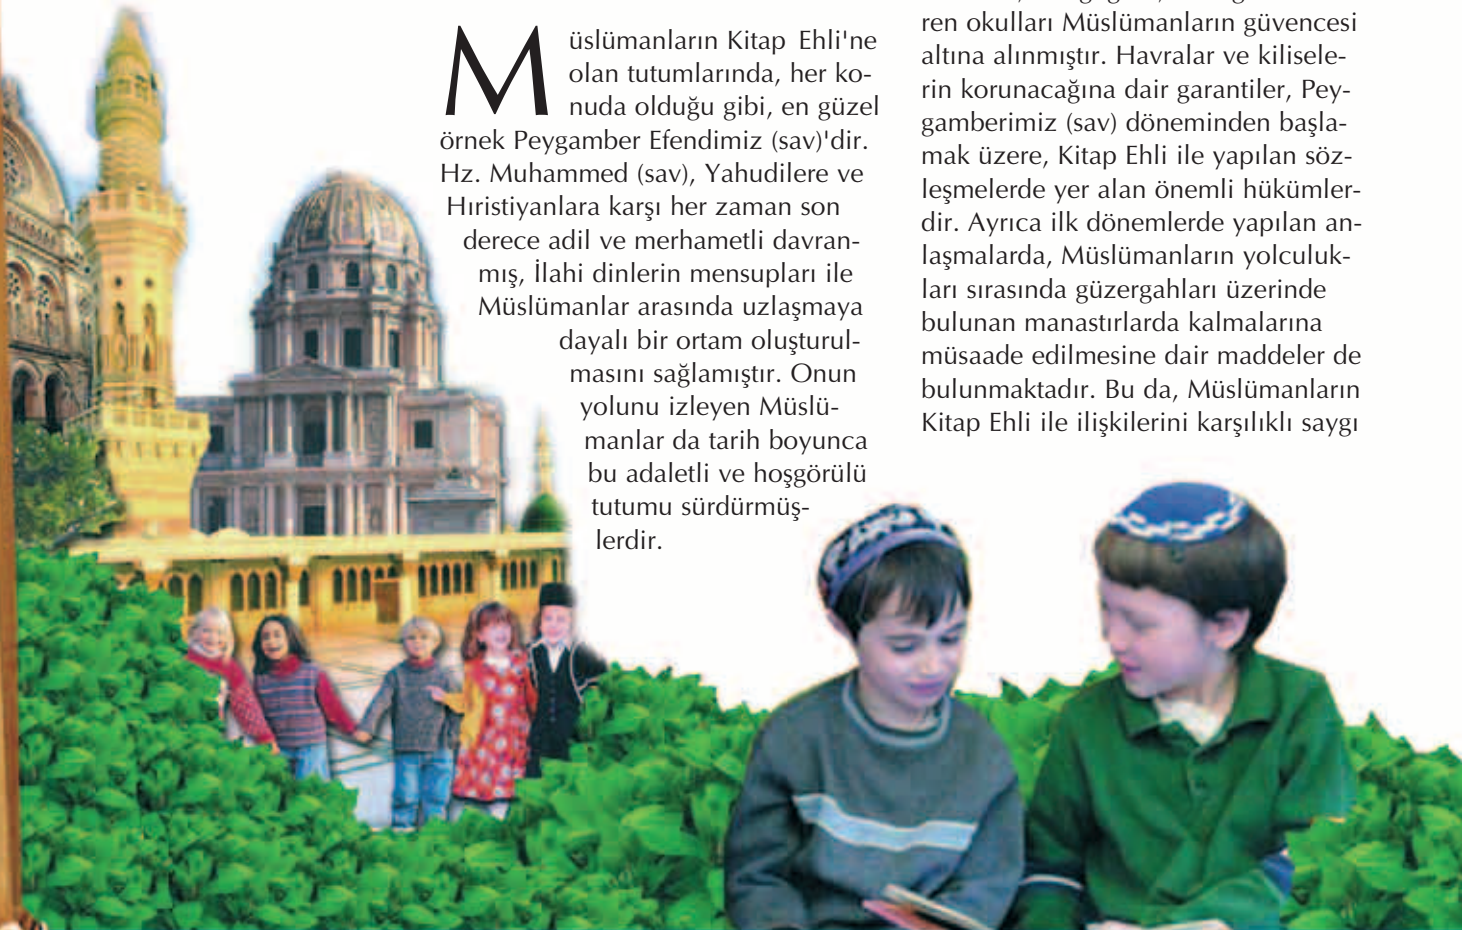 Müslümanların Kitap Ehli'ne
olan tutumlarında, her ko-
nuda olduğu gibi, en güzel
örnek Peygamber Efendimiz (sav)'dir.
Hz. Muhammed (sav), Yahudilere ve
Hıristiyanlara karşı her zaman son
derece adil ve merhametli davran-
mış, İlahi dinlerin mensupları ile
Müslümanlar arasında uzlaşmaya
dayalı bir ortam oluşturul-
masını sağlamıştır. Onun
yolunu izleyen Müslü-
manlar da tarih boyunca
bu adaletli ve hoşgörülü
tutumu sürdürmüş-
lerdir.
ren okulları Müslümanların güvencesi
altına alınmıştır. Havralar ve kilisele-
rin korunacağına dair garantiler, Pey-
gamberimiz (sav) döneminden başla-
mak üzere, Kitap Ehli ile yapılan söz-
leşmelerde yer alan önemli hükümler-
dir. Ayrıca ilk dönemlerde yapılan an-
laşmalarda, Müslümanların yolculuk-
ları sırasında güzergahları üzerinde
bulunan manastırlarda kalmalarına
müsaade edilmesine dair maddeler de
bulunmaktadır. Bu da, Müslümanların
Kitap Ehli ile ilişkilerini karşılıklı saygı